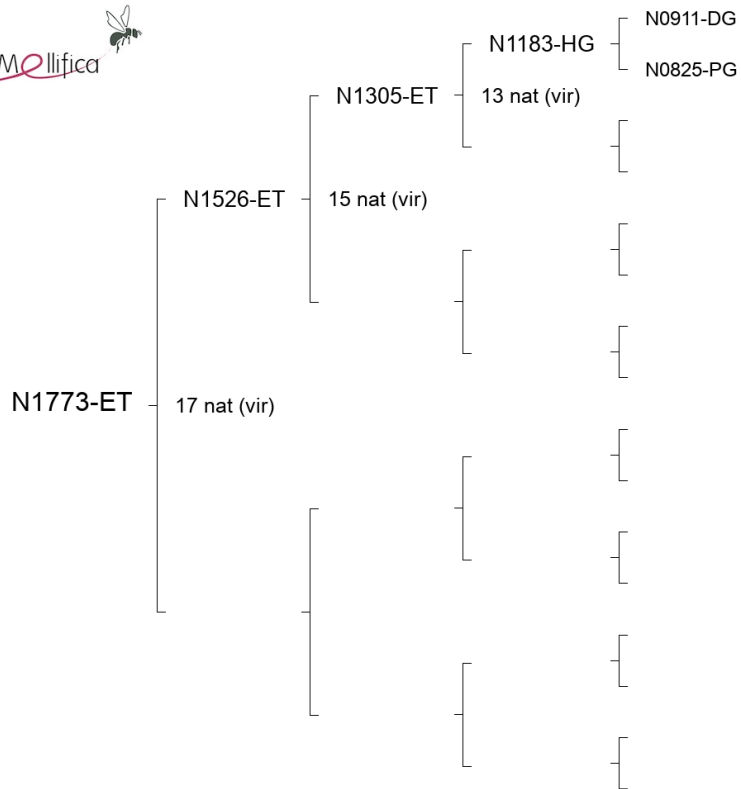 Mellifica
N0911-DG
N1183-HG
N0825-PG
N1305-ET
13 nat (vir)
N1526-ET
15 nat (vir)
N1773-ET
17 nat (vir)